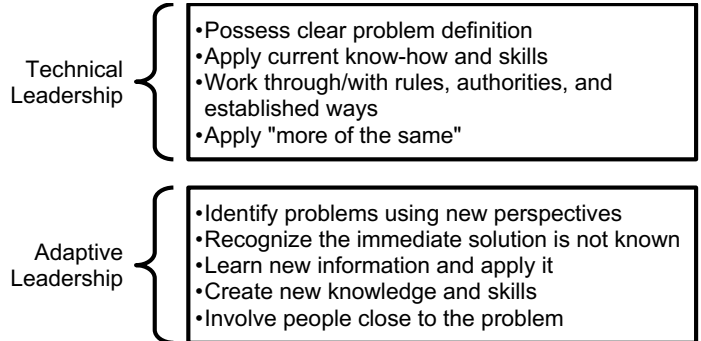 Technical
Leadership
•Possess clear problem definition
•Apply current know-how and skills
•Work through/with rules, authorities, and
established ways
•Apply "more of the same"
Adaptive
Leadership
•Identify problems using new perspectives
•Recognize the immediate solution is not known
•Learn new information and apply it
•Create new knowledge and skills
•Involve people close to the problem